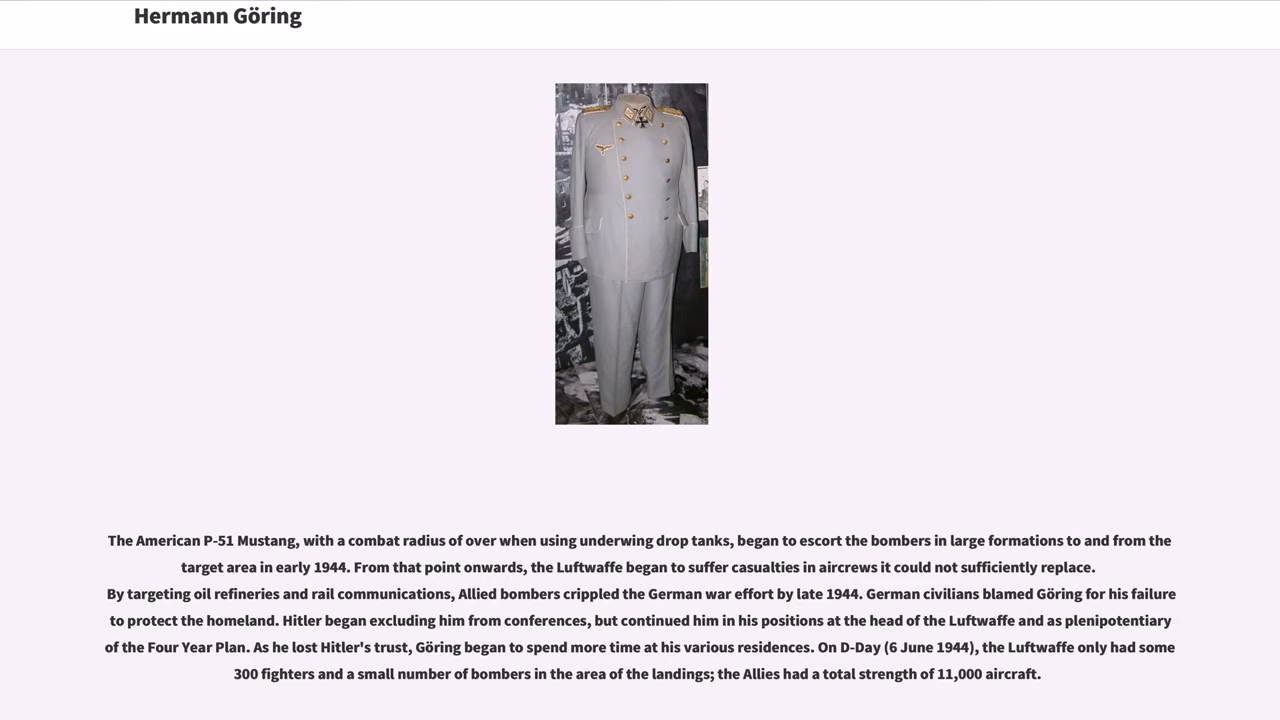 Hermann Göring
The American P-51 Mustang, with a combat radius of over when using underwing drop tanks, began to escort the bombers in large formations to and from the
target area in early 1944. From that point onwards, the Luftwaffe began to suffer casualties in aircrews it could not sufficiently replace.
By targeting oil refineries and rail communications, Allied bombers crippled the German war effort by late 1944. German civilians blamed Göring for his failure
to protect the homeland. Hitler began excluding him from conferences, but continued him in his positions at the head of the Luftwaffe and as plenipotentiary
of the Four Year Plan. As he lost Hitler's trust, Göring began to spend more time at his various residences. On D-Day (6 June 1944), the Luftwaffe only had some
300 fighters and a small number of bombers in the area of the landings; the Allies had a total strength of 11,000 aircraft.